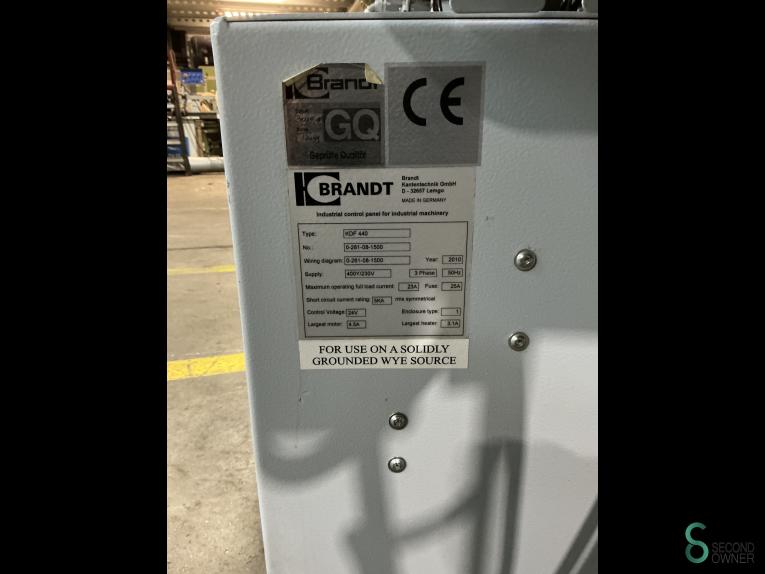 Brandt
GQ
Geprüfte Qualität
CE
BRANDT
Brandt
Kantentechnik GmbH
D - 32657 Lemgo
MADE IN GERMANY
Industrial control panel for industrial machinery
Type: KDF 440
No.: 0-261-08-1500
Wiring diagram: 0-261-08-1500 Year: 2010
Supply: 400Y/230V 3 Phase 50Hz
Maximum operating full load current: 23A Fuse: 25A
Short circuit current rating: 5KA rms symmetrical
Control Voltage: 24V Enclosure type: 1
Largest motor: 4.5A Largest heater: 3.1A
FOR USE ON A SOLIDLY
GROUNDED WYE SOURCE
SECOND
OWNER